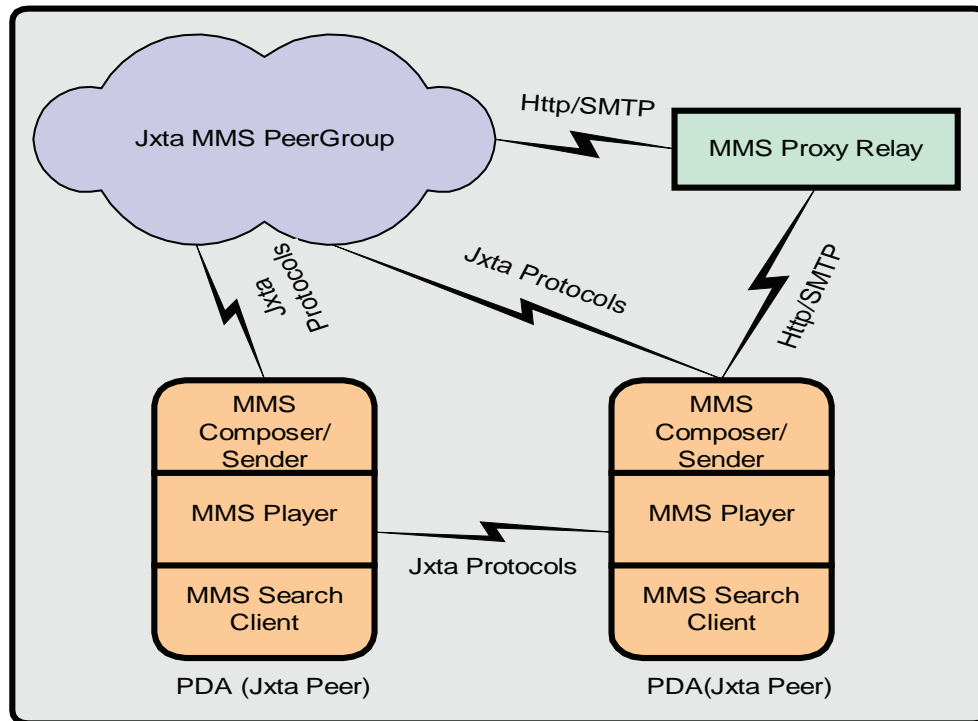 Http/SMTP
Jxta MMS PeerGroup
MMS Proxy Relay
Jxta
Protocols
Jxta Protocols
Http/SMTP
MMS
Composer/
Sender
MMS Player
MMS Search
Client
PDA (Jxta Peer)
Jxta Protocols
MMS
Composer/
Sender
MMS Player
MMS Search
Client
PDA(Jxta Peer)